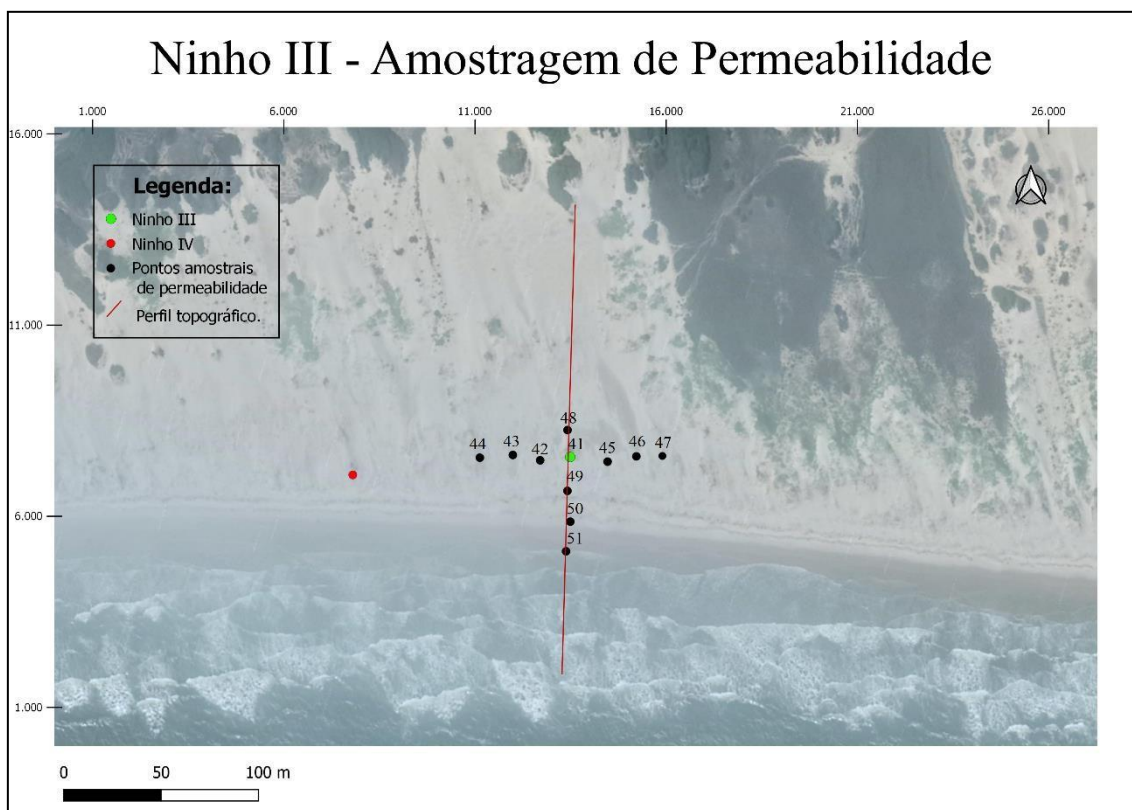 Ninho III - Amostragem de Permeabilidade
1.000 6.000 11.000 16.000 21.000 26.000
16.000
Legenda:
Ninho III
Ninho IV
Pontos amostrais
de permeabilidade
Perfil topográfico.
11.000
48
44 43 42 41 45 46 47
49
6.000
50
51
1.000
0 50 100 m